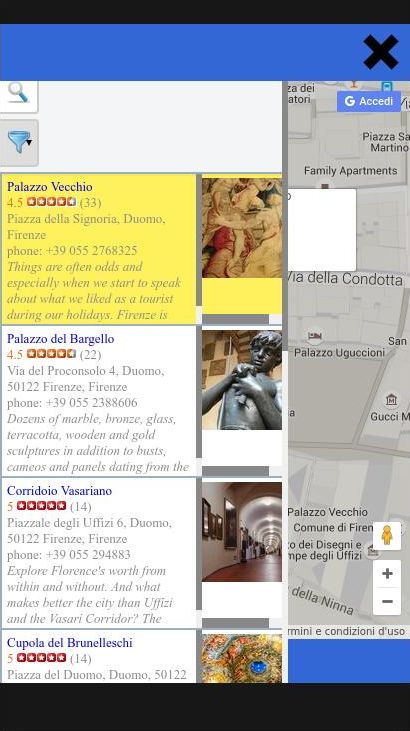 Palazzo Vecchio
4.5 (33)
Piazza della Signoria, Duomo,
Firenze
phone: +39 055 2768325
Things are often odds and
especially when we start to speak
about what we liked as a tourist
during our holidays. Firenze is
Palazzo del Bargello
4.5 (22)
Via del Proconsolo 4, Duomo,
50122 Firenze, Firenze
phone: +39 055 2388606
Dozens of marble, bronze, glass,
terracotta, wooden and gold
sculptures in addition to busts,
cameos and panels dating from the
Corridoio Vasariano
5 (14)
Piazzale degli Uffizi 6, Duomo,
50122 Firenze, Firenze
phone: +39 055 294883
Explore Florence's worth from
within and without. And what
makes better the city than Uffizi
and the Vasari Corridor? The
Cupola del Brunelleschi
5 (14)
Piazza del Duomo, Duomo, 50122
za dei
atori
Via
G Accedi
Piazza Sa
Martino
Family Apartments
o
Via della Condotta
San
Palazzo Uguccioni
a
Gucci M
Palazzo Vecchio
Comune di Firen
zo dei Disegni e
mpe degli Uffizi
della Ninna
+
−
rmini e condizioni d'uso